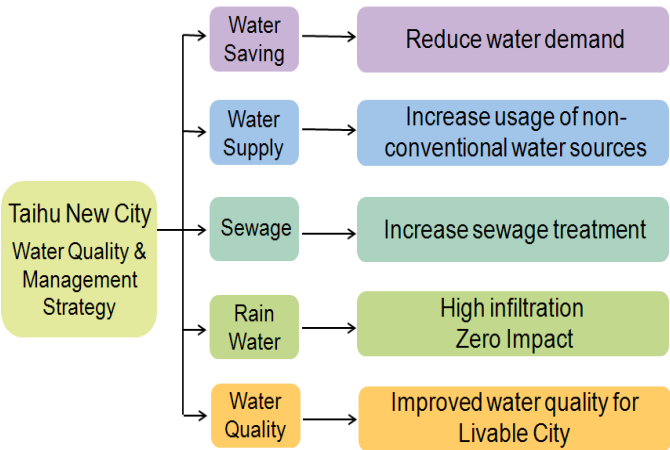 Taihu New City
Water Quality &
Management
Strategy
Water
Saving
Reduce water demand
Water
Supply
Increase usage of non-
conventional water sources
Sewage
Increase sewage treatment
Rain
Water
High infiltration
Zero Impact
Water
Quality
Improved water quality for
Livable City